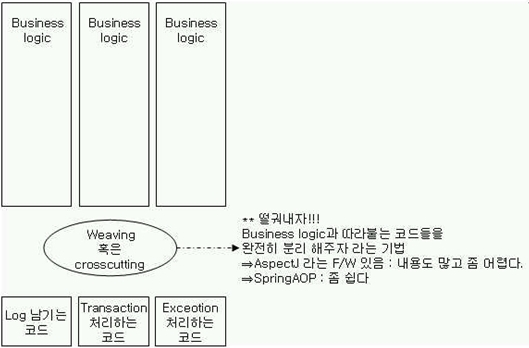 Business
logic
Business
logic
Business
logic
Weaving
혹은
crosscutting
** 떨궈내자!!!
Business logic과 따라붙는 코드들을
완전히 분리 해주자 라는 기법
⇒AspectJ 라는 F/W 있음 : 내용도 많고 좀 어렵다.
⇒SpringAOP : 좀 쉽다
Log 남기는
코드
Transaction
처리하는
코드
Exceotion
처리하는
코드